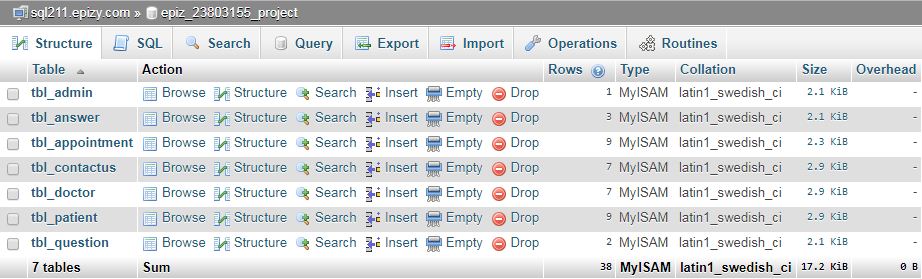 sql211.epizy.com » epiz_23803155_project
Structure SQL Search Query Export Import Operations Routines
Table Action Rows Type Collation Size Overhead
tbl_admin Browse Structure Search Insert Empty Drop 1 MyISAM latin1_swedish_ci 2.1 KiB -
tbl_answer Browse Structure Search Insert Empty Drop 3 MyISAM latin1_swedish_ci 2.1 KiB -
tbl_appointment Browse Structure Search Insert Empty Drop 9 MyISAM latin1_swedish_ci 2.3 KiB -
tbl_contactus Browse Structure Search Insert Empty Drop 7 MyISAM latin1_swedish_ci 2.9 KiB -
tbl_doctor Browse Structure Search Insert Empty Drop 7 MyISAM latin1_swedish_ci 2.9 KiB -
tbl_patient Browse Structure Search Insert Empty Drop 9 MyISAM latin1_swedish_ci 2.9 KiB -
tbl_question Browse Structure Search Insert Empty Drop 2 MyISAM latin1_swedish_ci 2.1 KiB -
7 tables Sum 38 MyISAM latin1_swedish_ci 17.2 KiB 0 B